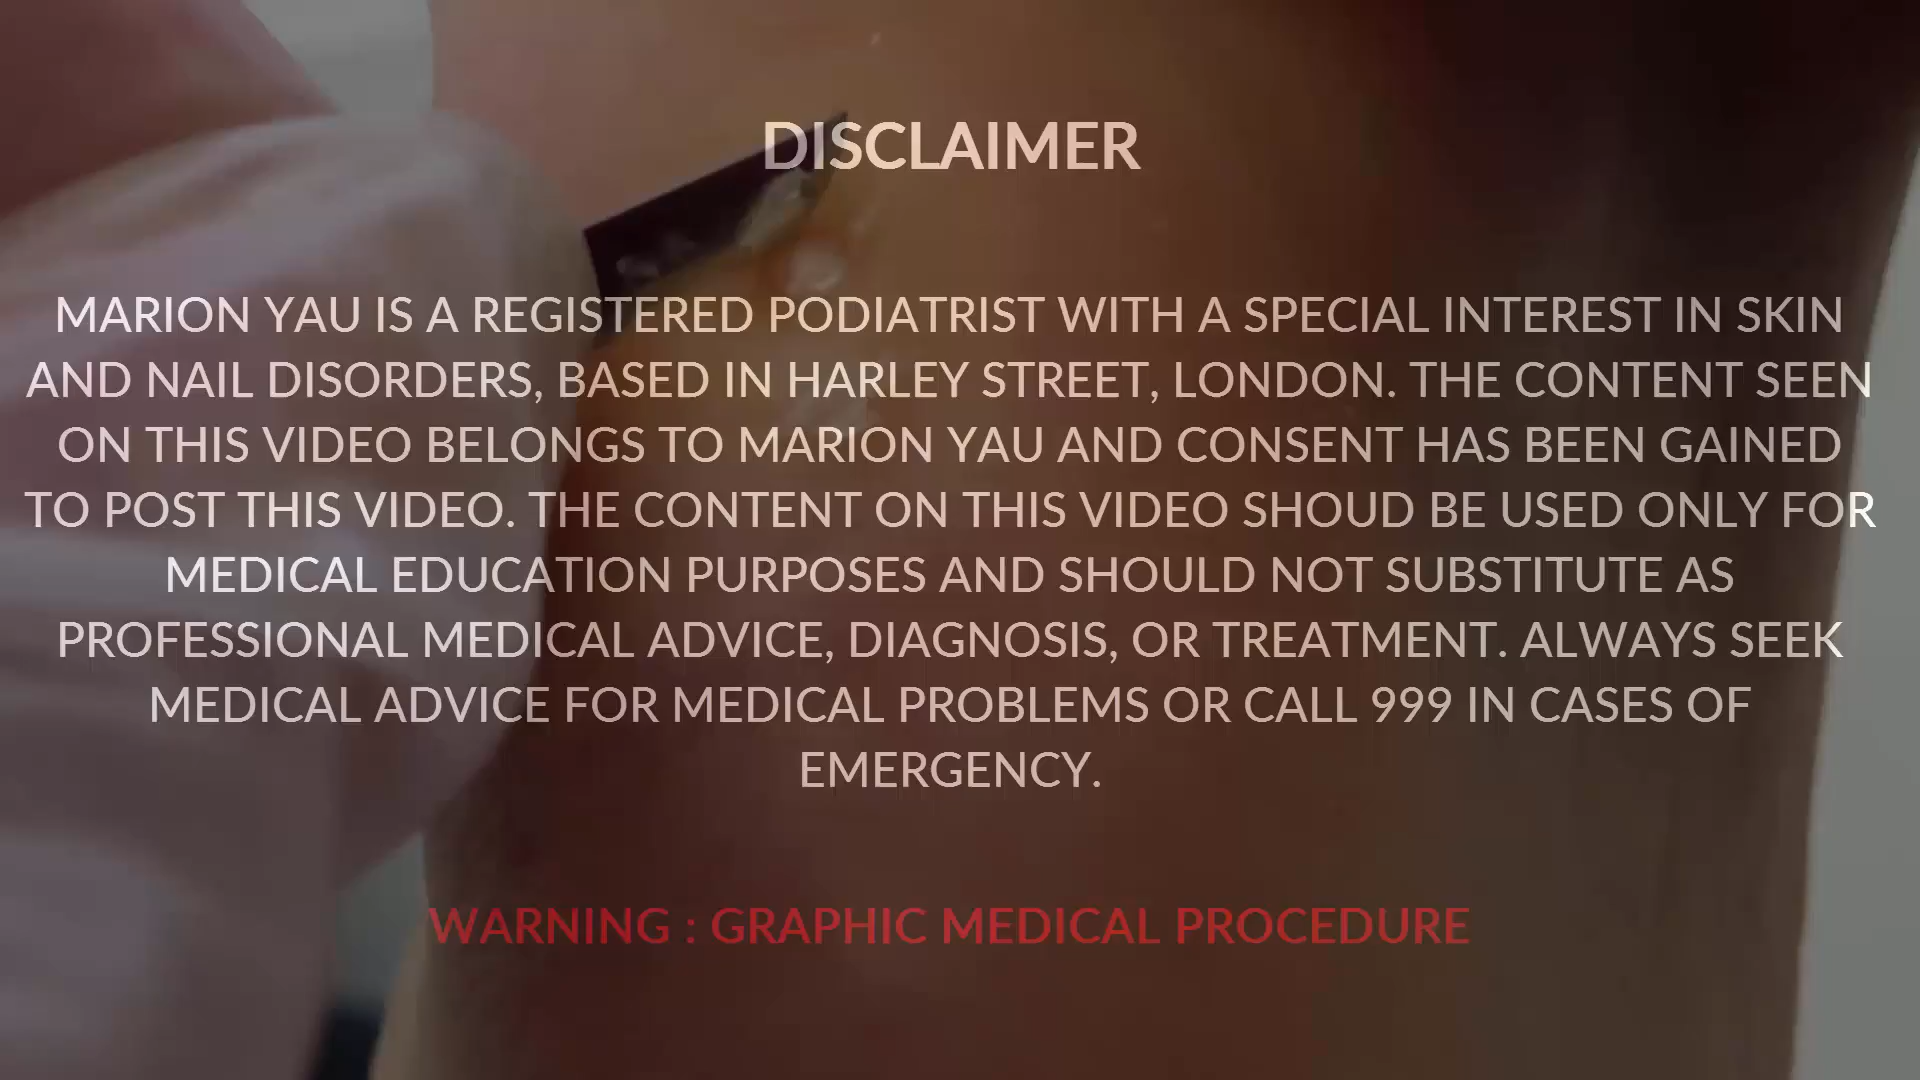 DISCLAIMER
MARION YAU IS A REGISTERED PODIATRIST WITH A SPECIAL INTEREST IN SKIN
AND NAIL DISORDERS, BASED IN HARLEY STREET, LONDON. THE CONTENT SEEN
ON THIS VIDEO BELONGS TO MARION YAU AND CONSENT HAS BEEN GAINED
TO POST THIS VIDEO. THE CONTENT ON THIS VIDEO SHOUD BE USED ONLY FOR
MEDICAL EDUCATION PURPOSES AND SHOULD NOT SUBSTITUTE AS
PROFESSIONAL MEDICAL ADVICE, DIAGNOSIS, OR TREATMENT. ALWAYS SEEK
MEDICAL ADVICE FOR MEDICAL PROBLEMS OR CALL 999 IN CASES OF
EMERGENCY.
WARNING : GRAPHIC MEDICAL PROCEDURE